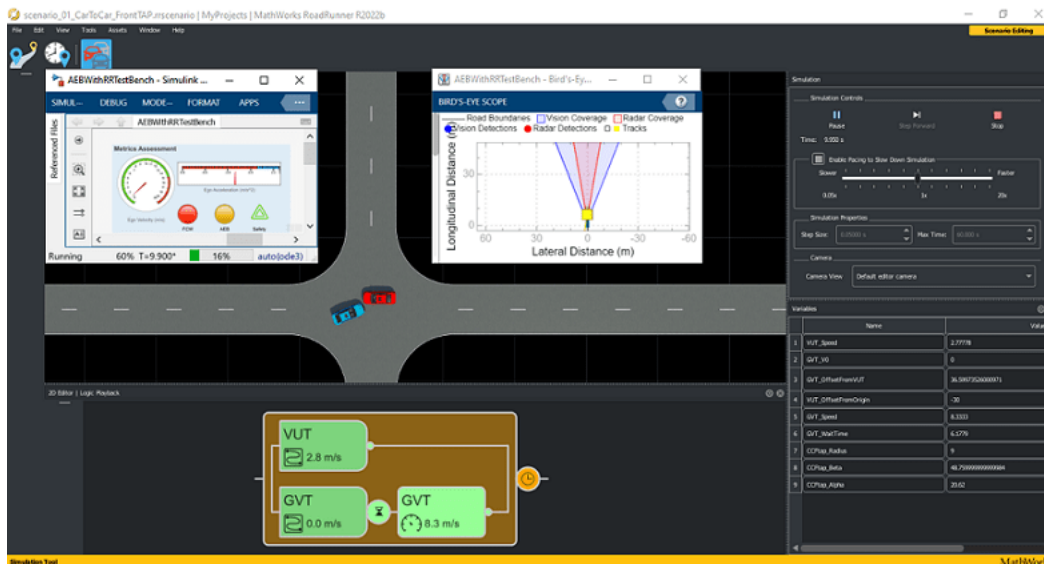 scenario_01_CarToCar_FrontTAP.rrscenario | MyProjects | MathWorks RoadRunner R2022b
File Edit View Tools Assets Window Help
Scenario Editing
AEBWithRRTestBench - Simulink ...
SIMUL... DEBUG MODE... FORMAT APPS
AEBWithRRTestBench
Referenced Files
Metrics Assessment
Ego Acceleration (m/s^2)
Ego Velocity (m/s)
FCW AEB Safety
Running 60% T=9.900* 16% auto(ode3)
AEBWithRRTestBench - Bird's-Ey...
BIRD'S-EYE SCOPE
Road Boundaries Vision Coverage Radar Coverage
Vision Detections Radar Detections Tracks
Longitudinal Distance (m)
30
0
60 30 0 -30 -60
Lateral Distance (m)
Simulation
Simulation Controls
Pause Step Forward Stop
Time: 9.950 s
Enable Pacing to Slow Down Simulation
Slower Faster
0.05x 1x 20x
Simulation Properties
Step Size: 0.05000 s Max Time: 60.000 s
Camera
Camera View Default editor camera
Variables
Name Value
1 VUT_Speed 2.77778
2 GVT_V0 0
3 GVT_OffsetFromVUT
4 VUT_OffsetFromOrigin -30
5 GVT_Speed 8.3333
6 GVT_WaitTime 6.1779
7 CCFtap_Radius 9
8 CCFtap_Beta
9 CCFtap_Alpha 20.62
2D Editor | Logic Playback
VUT
2.8 m/s
GVT
0.0 m/s
GVT
8.3 m/s
Simulation Tool
MathWor